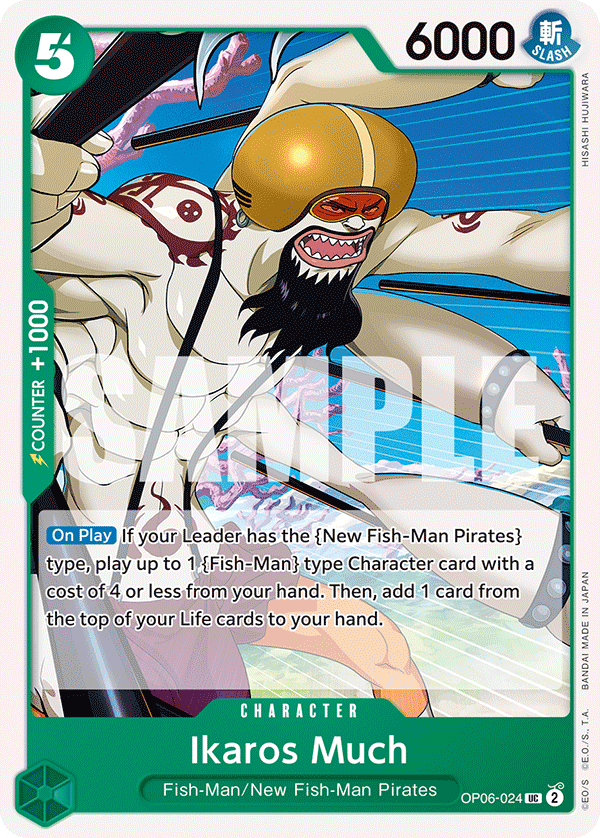 5
6000
斬
SLASH
HISASHI HUJIWARA
COUNTER +1000
SAMPLE
On Play If your Leader has the {New Fish-Man Pirates}
type, play up to 1 {Fish-Man} type Character card with a
cost of 4 or less from your hand. Then, add 1 card from
the top of your Life cards to your hand.
CHARACTER
Ikaros Much
Fish-Man/New Fish-Man Pirates
OP06-024 UC 2
©E.O./S., T.A. BANDAI MADE IN JAPAN
©EO/S